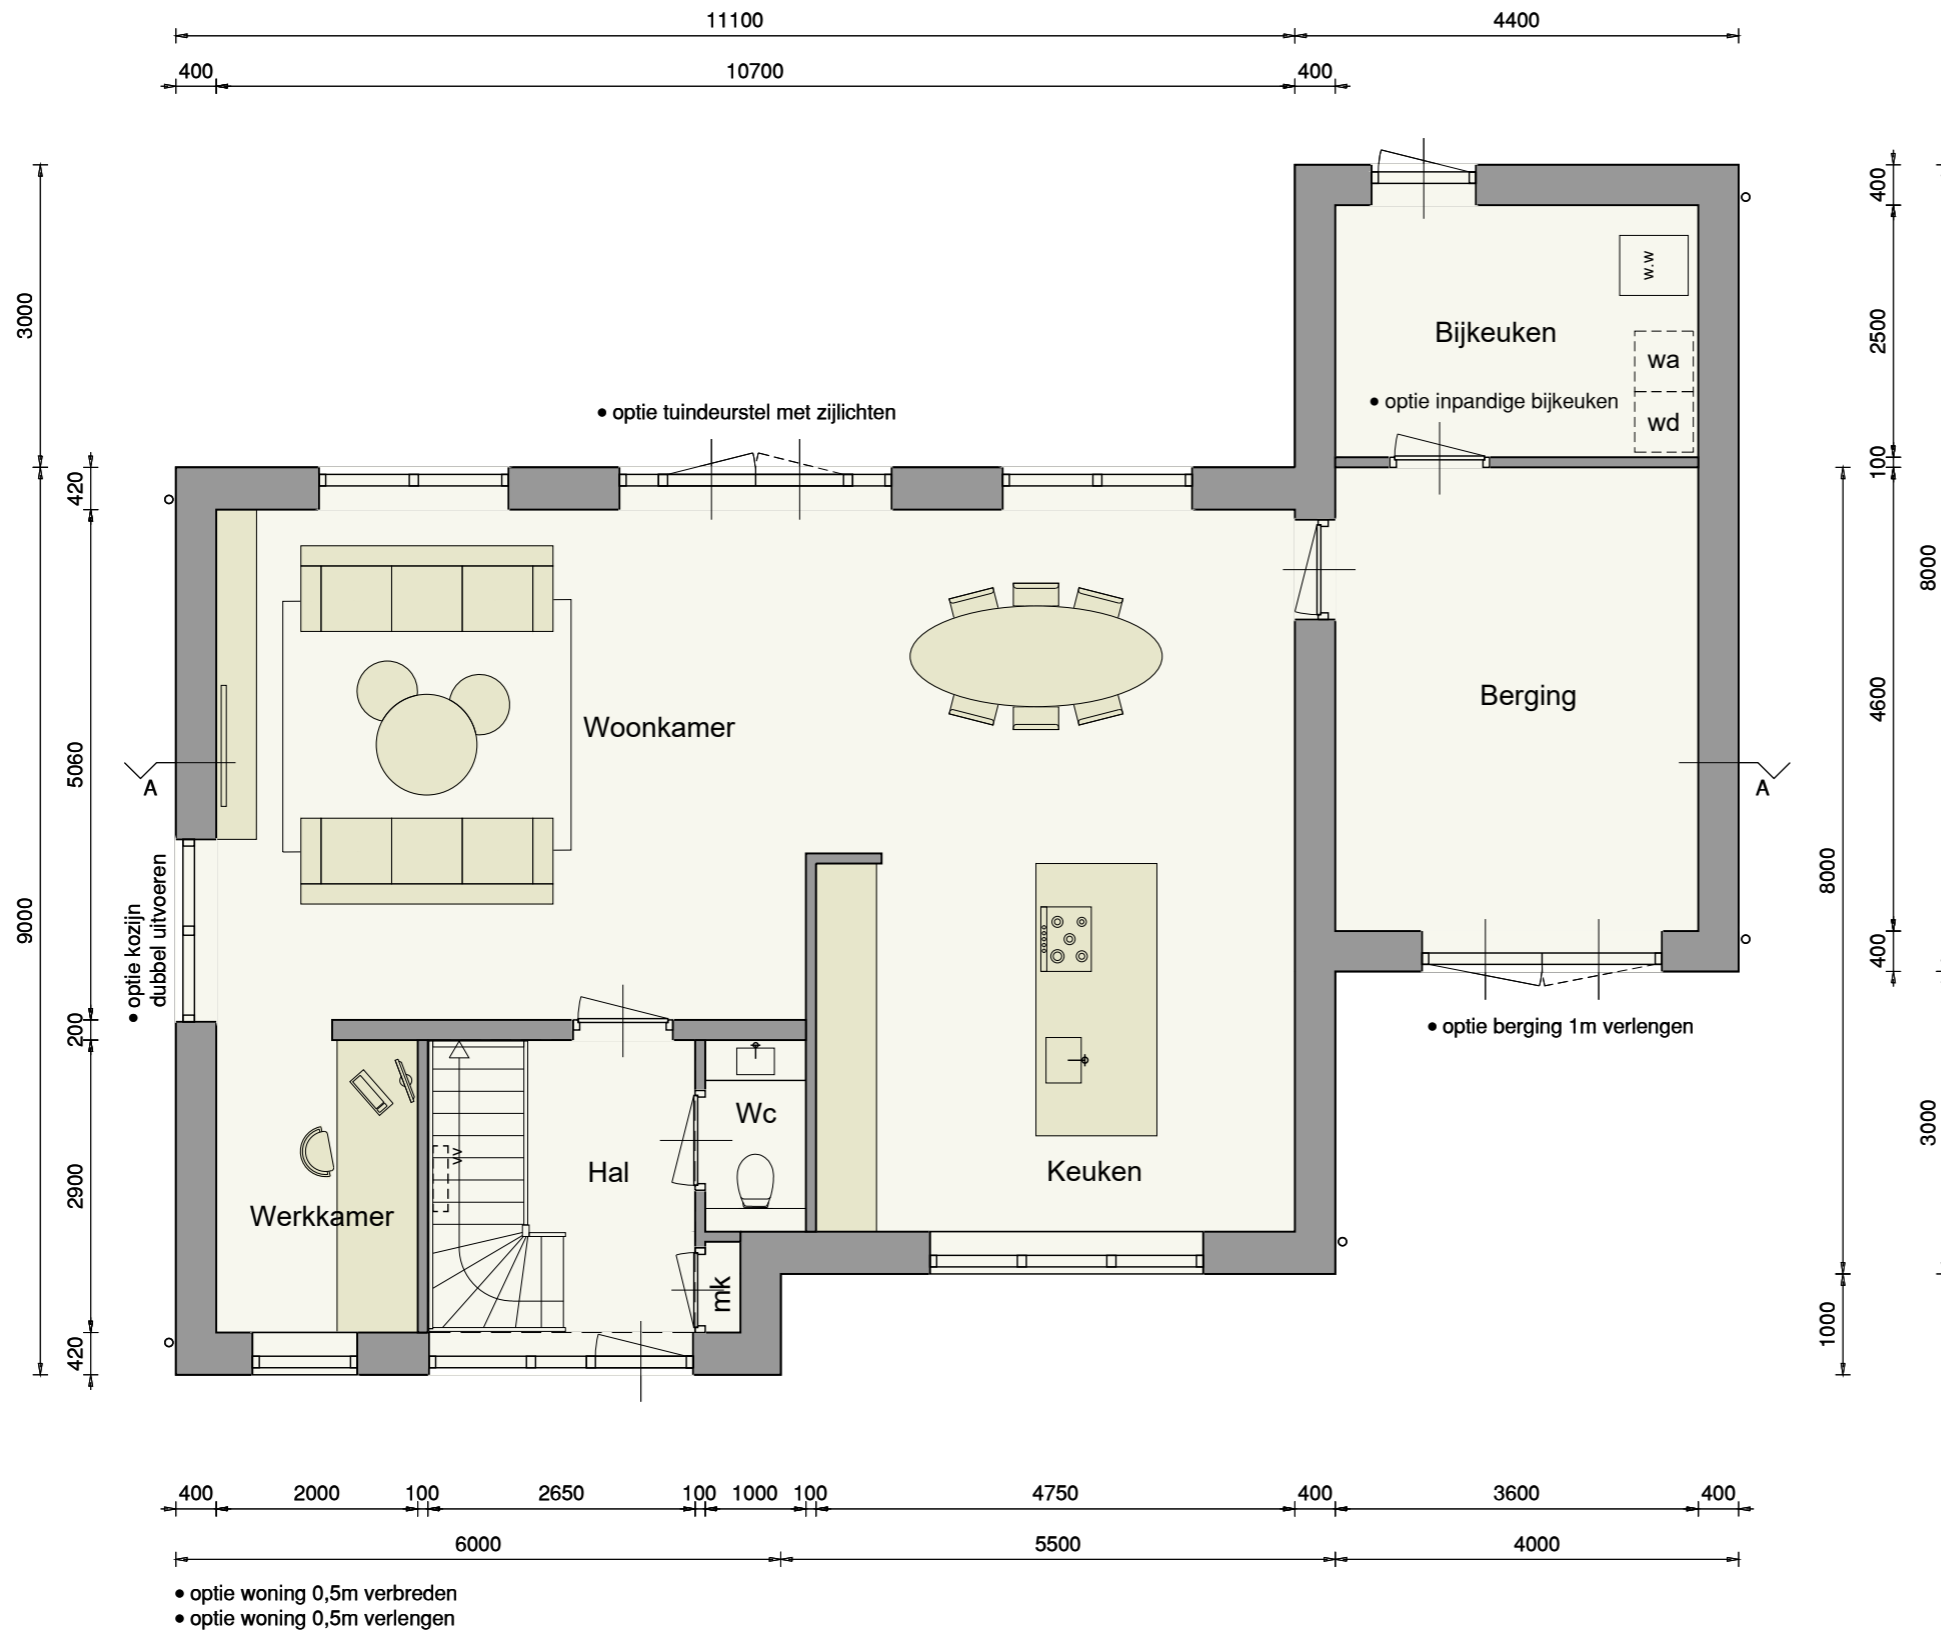 11100
4400
400
10700
400
3000
400
w.w
Bijkeuken
2500
wa
• optie inpandige bijkeuken
wd
• optie tuindeurstel met zijlichten
420
100
8000
Berging
4600
Woonkamer
5060
A
A
9000
• optie kozijn
dubbel uitvoeren
8000
400
200
• optie berging 1m verlengen
Wc
3000
vv
Hal
Keuken
2900
Werkkamer
mk
420
1000
400
2000
100
2650
100
1000
100
4750
400
3600
400
6000
5500
4000
• optie woning 0,5m verbreden
• optie woning 0,5m verlengen